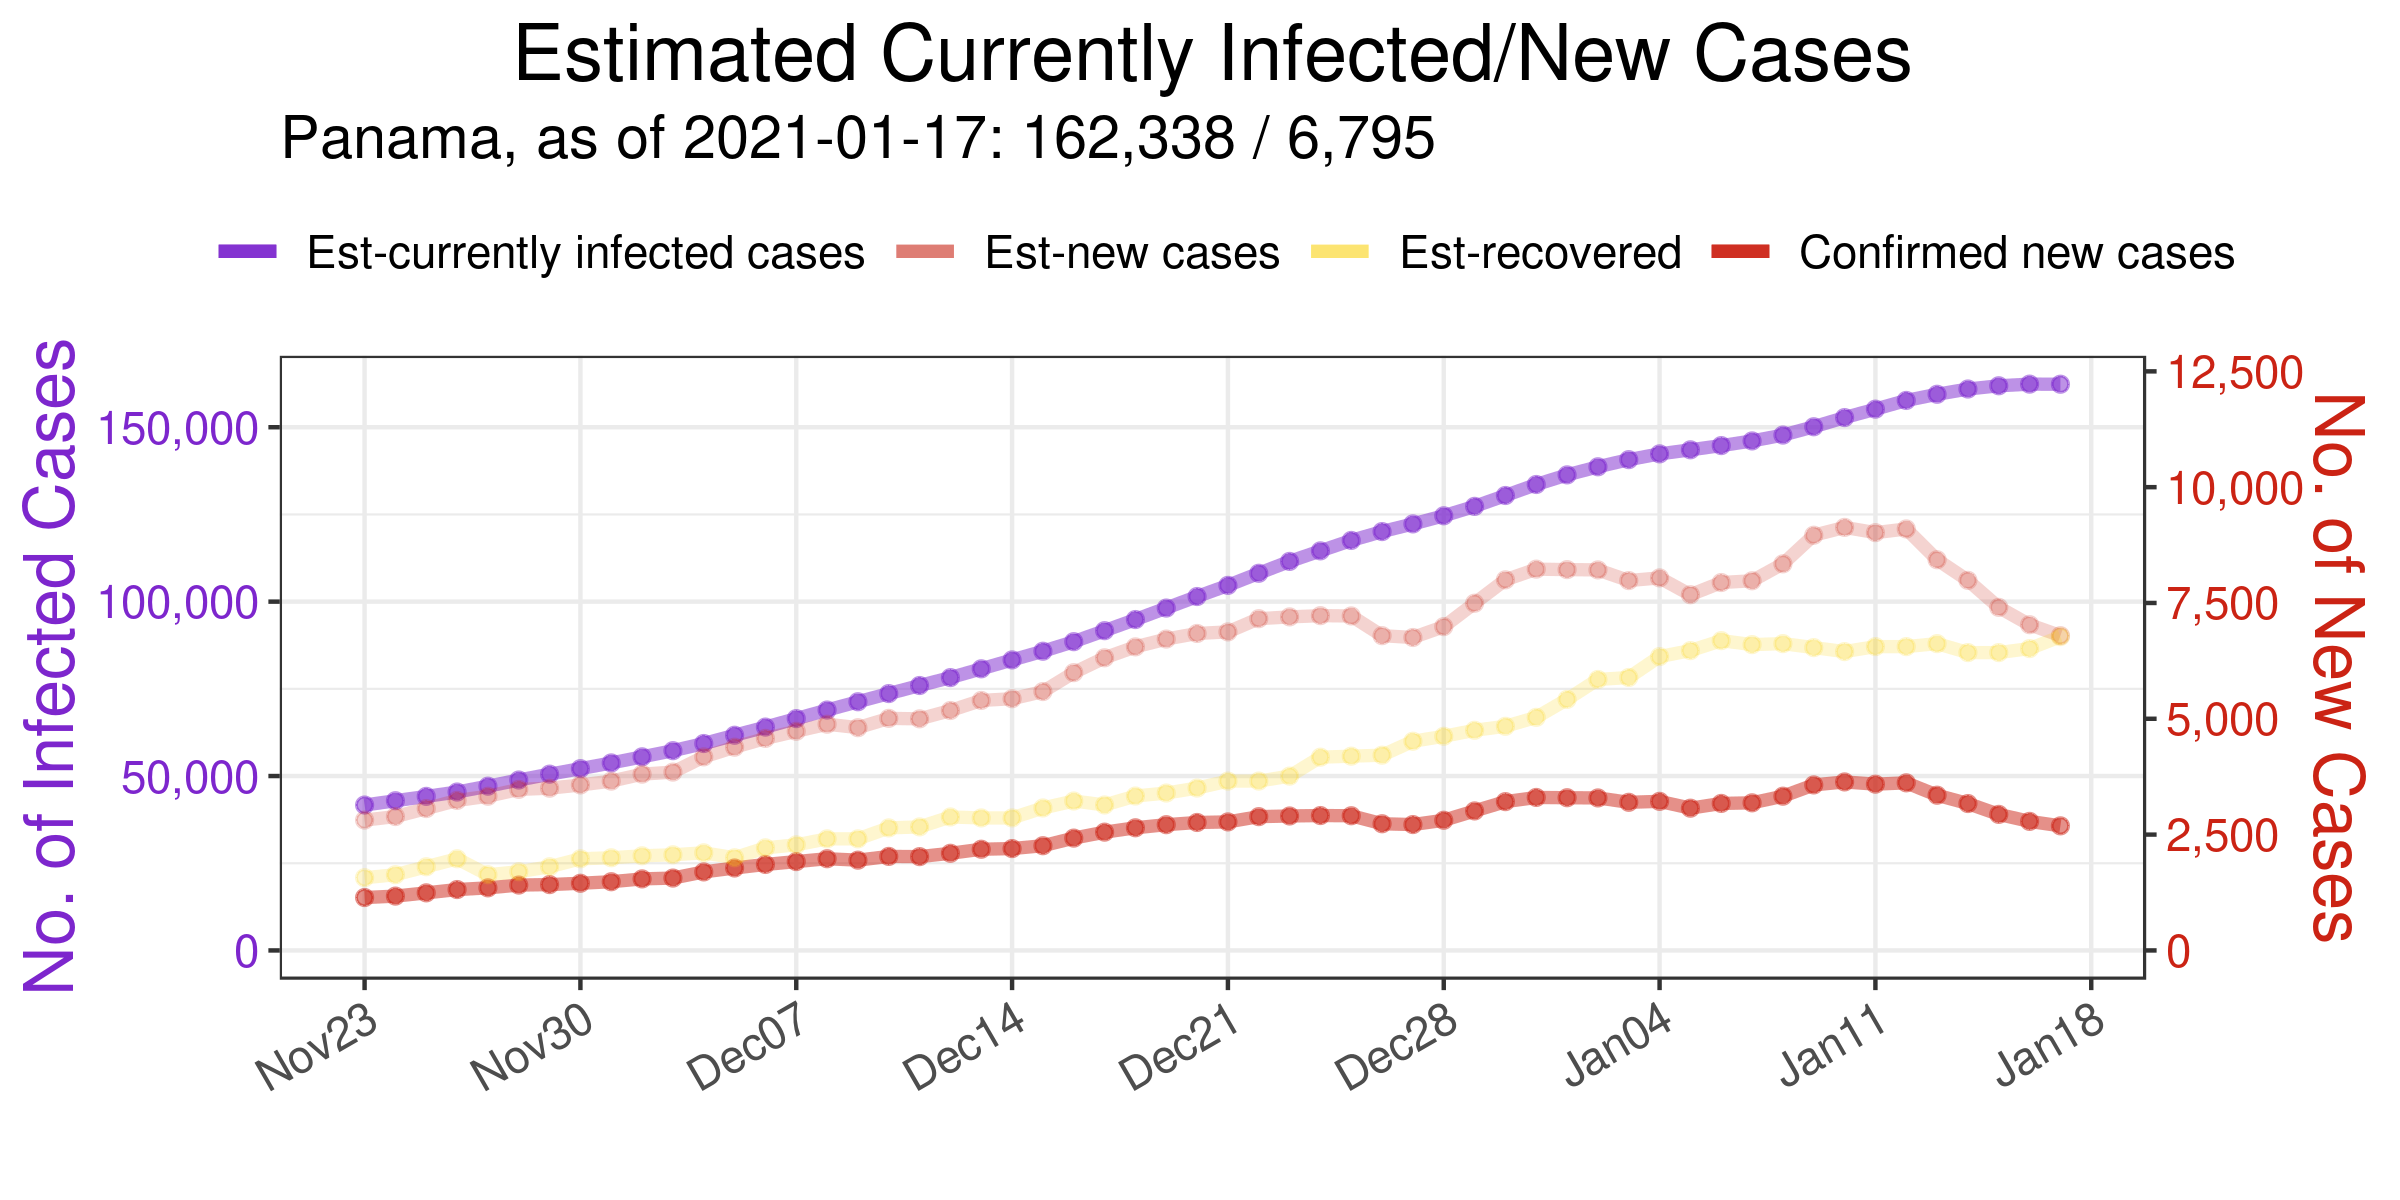 Estimated Currently Infected/New Cases
Panama, as of 2021-01-17: 162,338 / 6,795
Est-currently infected cases Est-new cases Est-recovered Confirmed new cases
No. of Infected Cases
150,000
100,000
50,000
0
12,500
10,000
7,500
5,000
2,500
0
No. of New Cases
Nov23 Nov30 Dec07 Dec14 Dec21 Dec28 Jan04 Jan11 Jan18